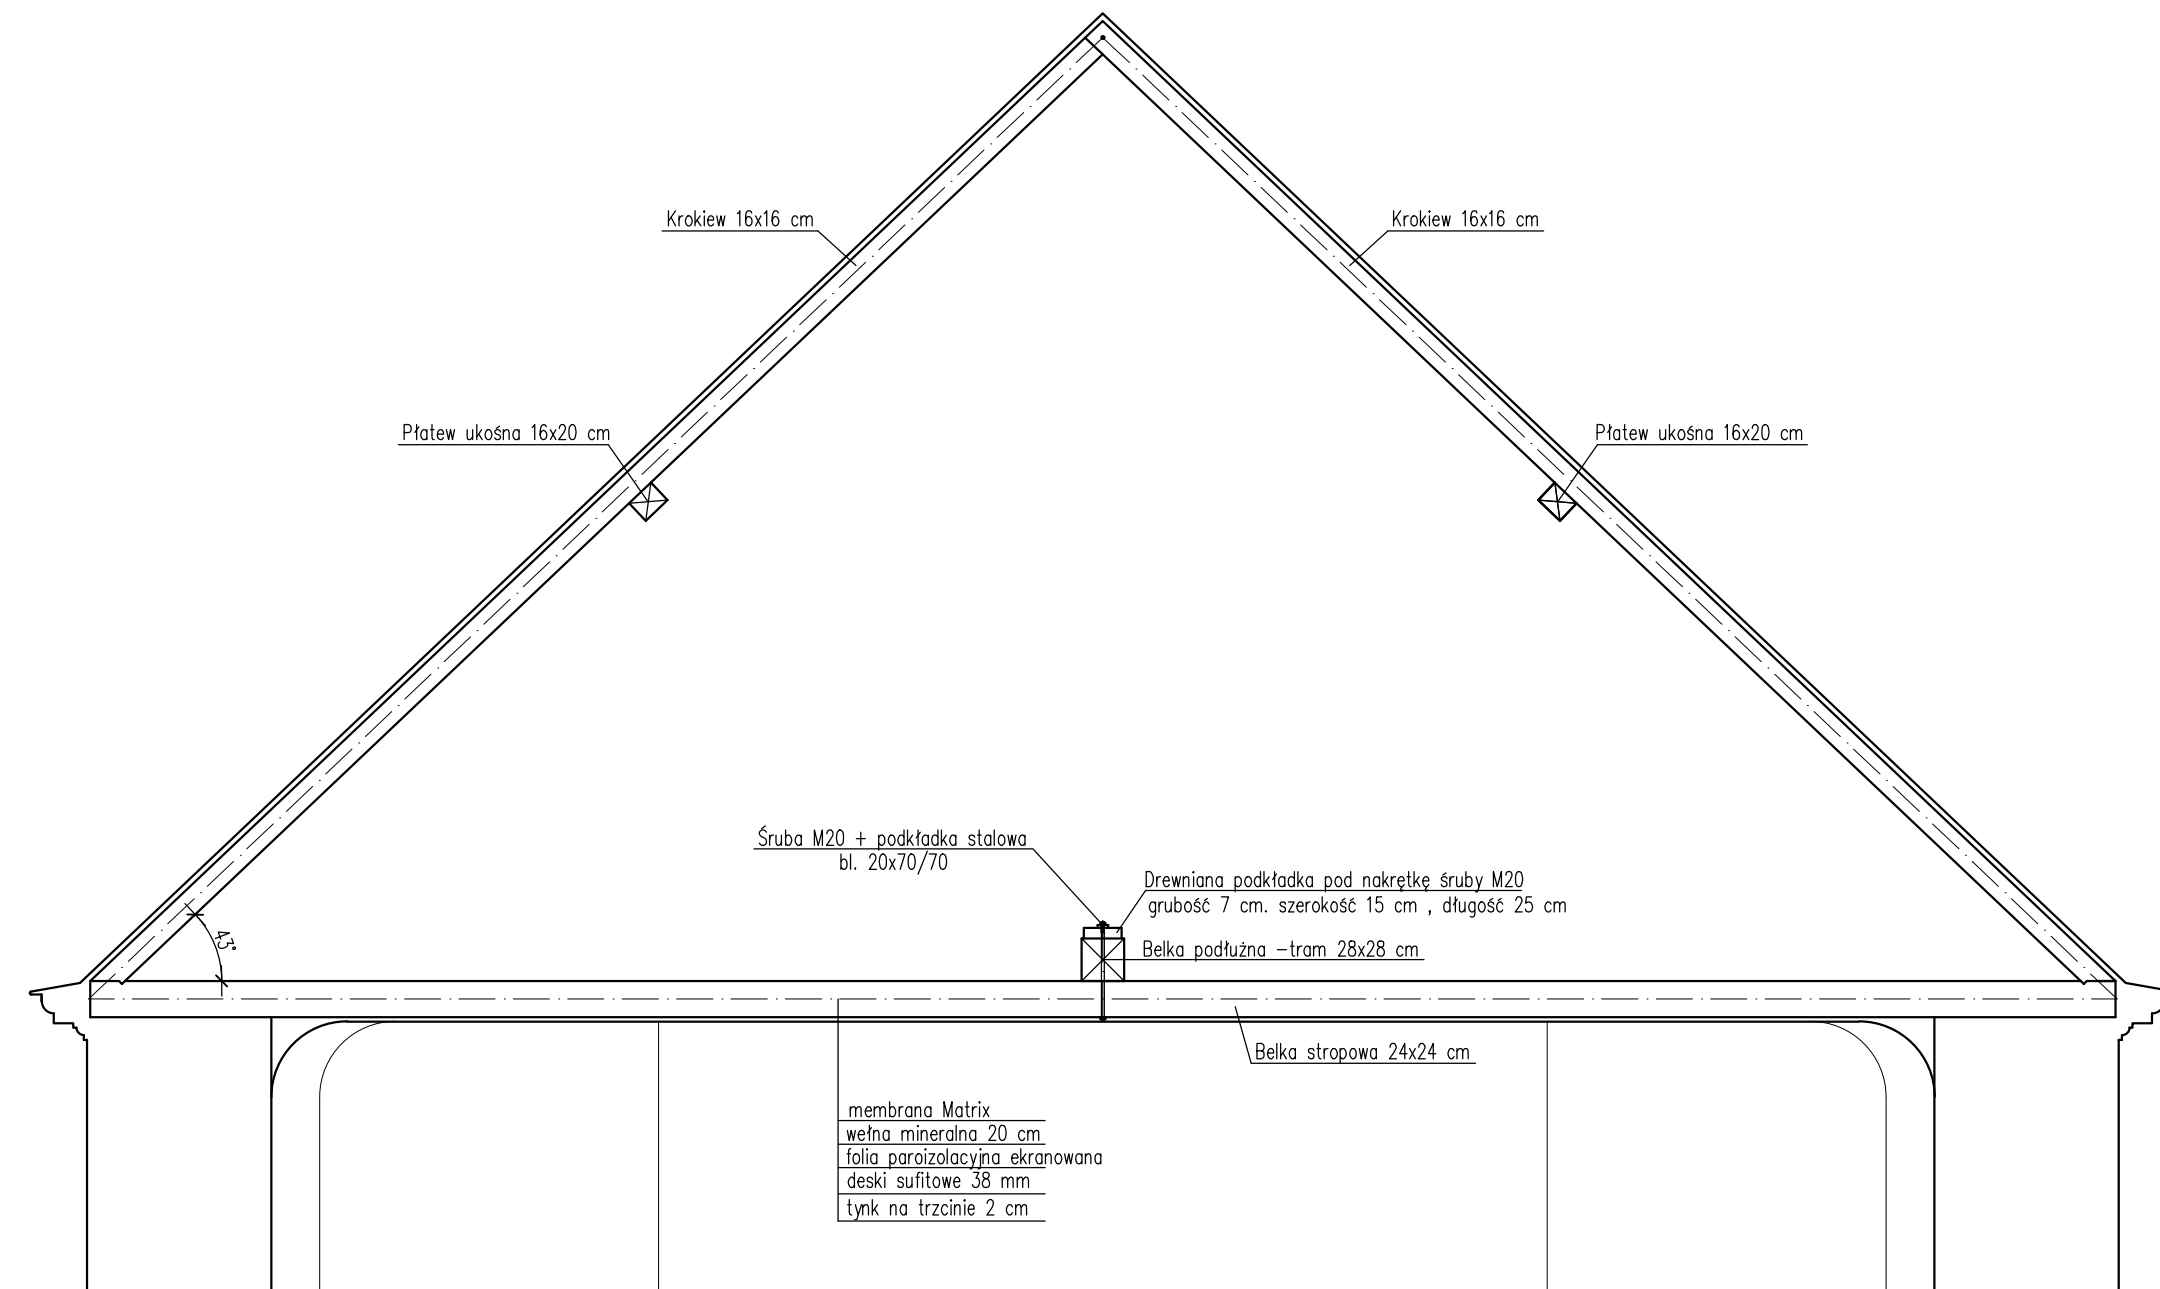 Krokiew 16x16 cm
Krokiew 16x16 cm
Płatew ukośna 16x20 cm
Płatew ukośna 16x20 cm
Śruba M20 + podkładka stalowa
bl. 20x70/70
Drewniana podkładka pod nakrętkę śruby M20
grubość 7 cm. szerokość 15 cm , długość 25 cm
43°
Belka podłużna -tram 28x28 cm
Belka stropowa 24x24 cm
membrana Matrix
wełna mineralna 20 cm
folia paroizolacyjna ekranowana
deski sufitowe 38 mm
tynk na trzcinie 2 cm